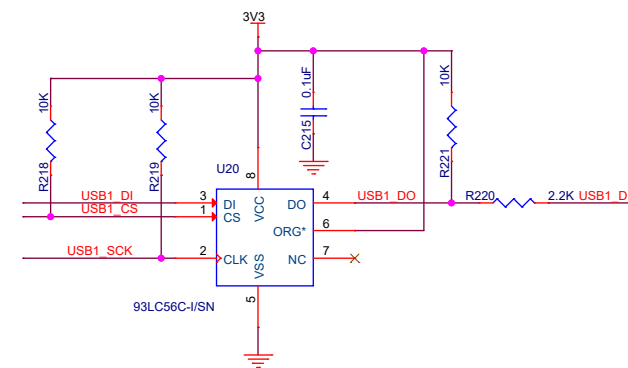 3V3
10K
10K
0.1uF
10K
R218
R219
C215
R221
U20
8
VCC
USB1_DI
3
DI
DO
4
USB1_DO
R220
2.2K
USB1_D
USB1_CS
1
CS
ORG*
6
USB1_SCK
2
CLK
VSS
NC
7
5
93LC56C-I/SN